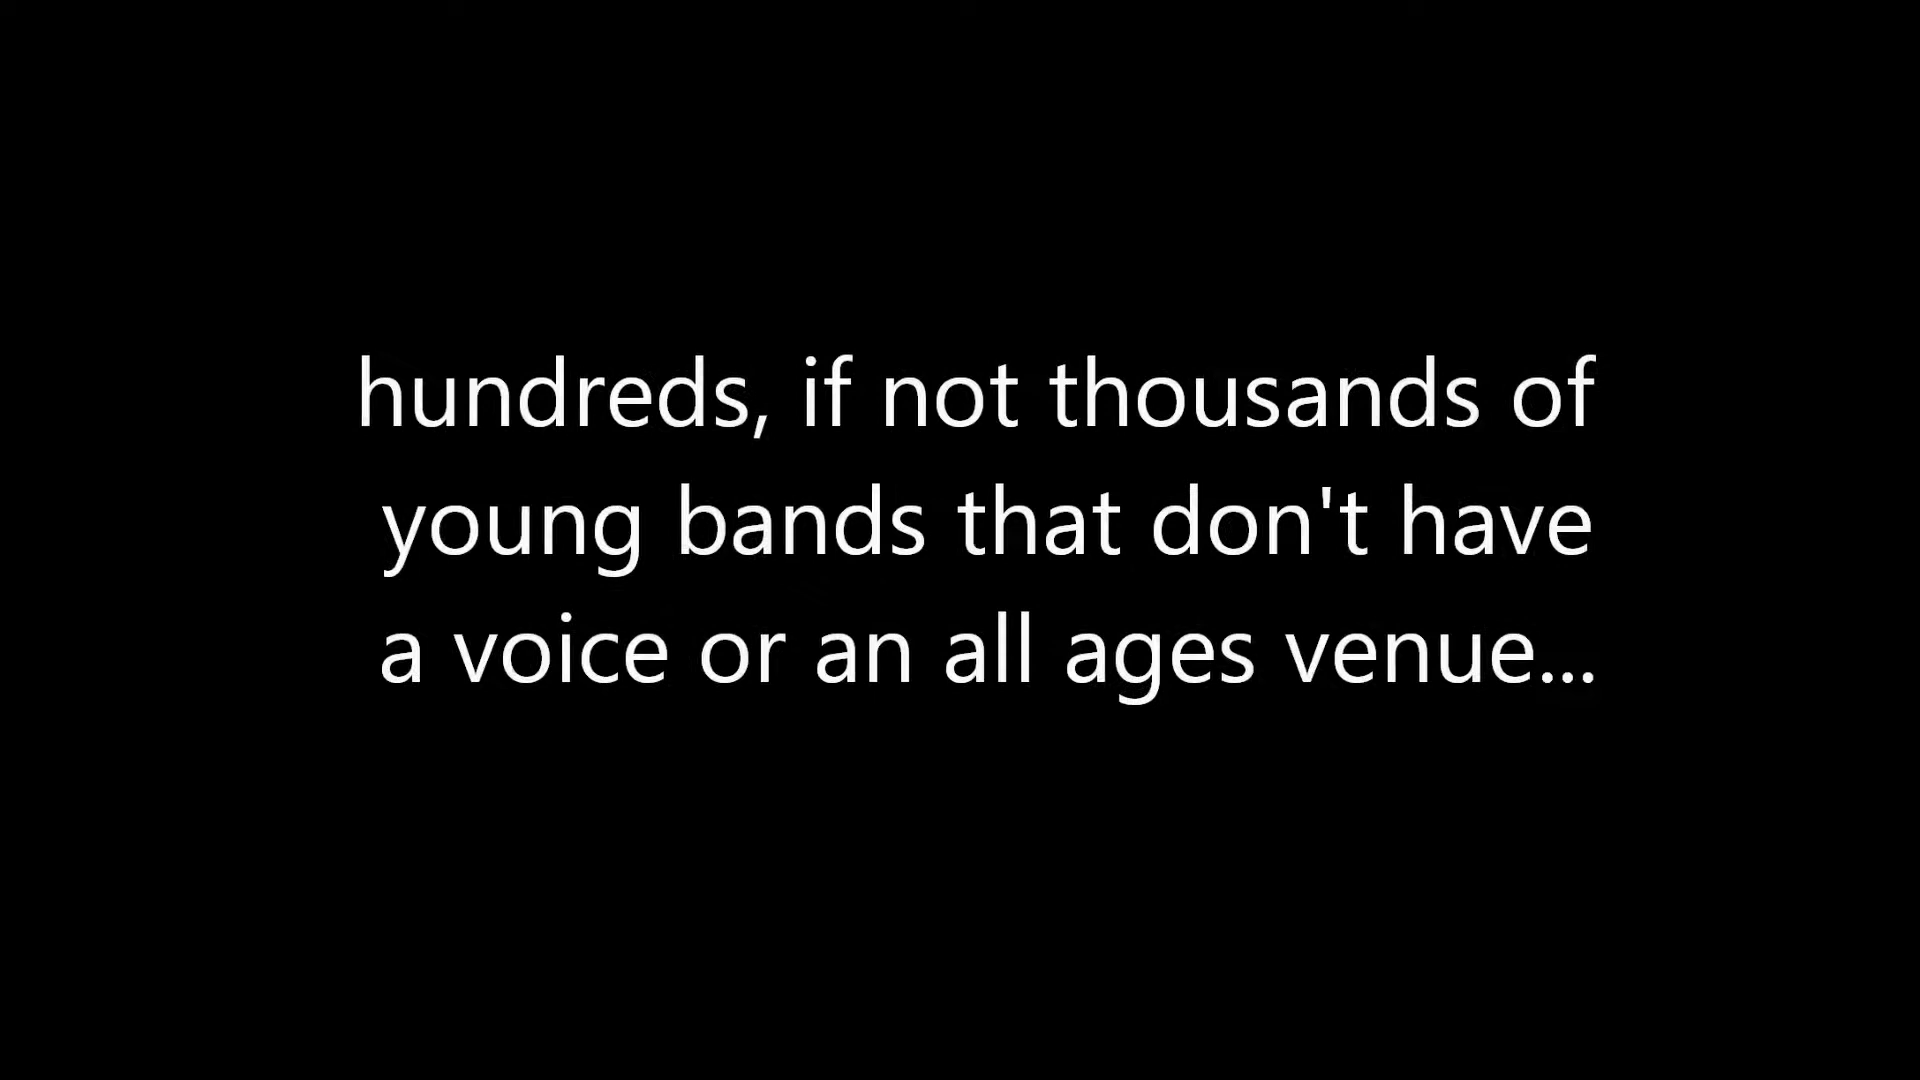 hundreds, if not thousands of
young bands that don't have
a voice or an all ages venue...